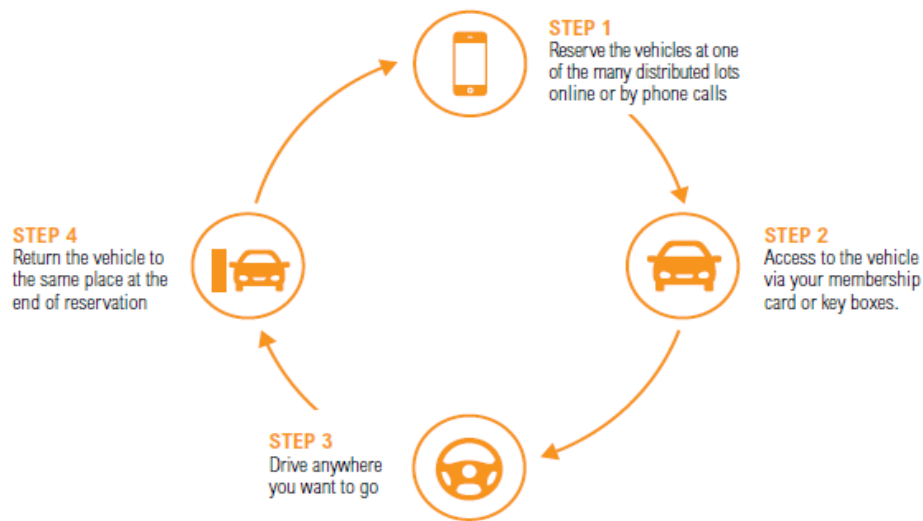 STEP 1
Reserve the vehicles at one
of the many distributed lots
online or by phone calls
STEP 2
Access to the vehicle
via your membership
card or key boxes.
STEP 3
Drive anywhere
you want to go
STEP 4
Return the vehicle to
the same place at the
end of reservation